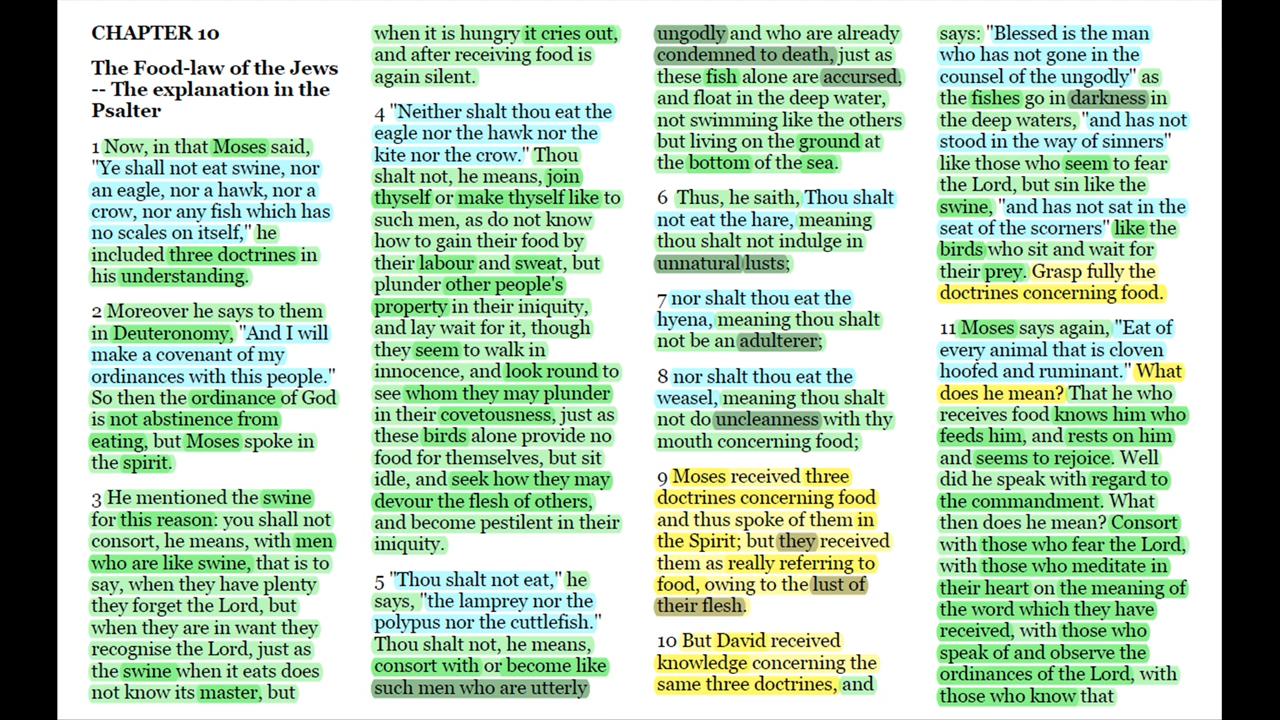 CHAPTER 10
The Food-law of the Jews
-- The explanation in the
Psalter
1 Now, in that Moses said,
"Ye shall not eat swine, nor
an eagle, nor a hawk, nor a
crow, nor any fish which has
no scales on itself," he
included three doctrines in
his understanding.
2 Moreover he says to them
in Deuteronomy, "And I will
make a covenant of my
ordinances with this people."
So then the ordinance of God
is not abstinence from
eating, but Moses spoke in
the spirit.
3 He mentioned the swine
for this reason: you shall not
consort, he means, with men
who are like swine, that is to
say, when they have plenty
they forget the Lord, but
when they are in want they
recognise the Lord, just as
the swine when it eats does
not know its master, but
when it is hungry it cries out,
and after receiving food is
again silent.
4 "Neither shalt thou eat the
eagle nor the hawk nor the
kite nor the crow." Thou
shalt not, he means, join
thyself or make thyself like to
such men, as do not know
how to gain their food by
their labour and sweat, but
plunder other people's
property in their iniquity,
and lay wait for it, though
they seem to walk in
innocence, and look round to
see whom they may plunder
in their covetousness, just as
these birds alone provide no
food for themselves, but sit
idle, and seek how they may
devour the flesh of others,
and become pestilent in their
iniquity.
5 "Thou shalt not eat," he
says, "the lamprey nor the
polypus nor the cuttlefish."
Thou shalt not, he means,
consort with or become like
such men who are utterly
ungodly and who are already
condemned to death, just as
these fish alone are accursed,
and float in the deep water,
not swimming like the others
but living on the ground at
the bottom of the sea.
6 Thus, he saith, Thou shalt
not eat the hare, meaning
thou shalt not indulge in
unnatural lusts;
7 nor shalt thou eat the
hyena, meaning thou shalt
not be an adulterer;
8 nor shalt thou eat the
weasel, meaning thou shalt
not do uncleanness with thy
mouth concerning food;
9 Moses received three
doctrines concerning food
and thus spoke of them in
the Spirit; but they received
them as really referring to
food, owing to the lust of
their flesh.
10 But David received
knowledge concerning the
same three doctrines, and
says: "Blessed is the man
who has not gone in the
counsel of the ungodly" as
the fishes go in darkness in
the deep waters, "and has not
stood in the way of sinners"
like those who seem to fear
the Lord, but sin like the
swine, "and has not sat in the
seat of the scorners" like the
birds who sit and wait for
their prey. Grasp fully the
doctrines concerning food.
11 Moses says again, "Eat of
every animal that is cloven
hoofed and ruminant." What
does he mean? That he who
receives food knows him who
feeds him, and rests on him
and seems to rejoice. Well
did he speak with regard to
the commandment. What
then does he mean? Consort
with those who fear the Lord,
with those who meditate in
their heart on the meaning of
the word which they have
received, with those who
speak of and observe the
ordinances of the Lord, with
those who know that